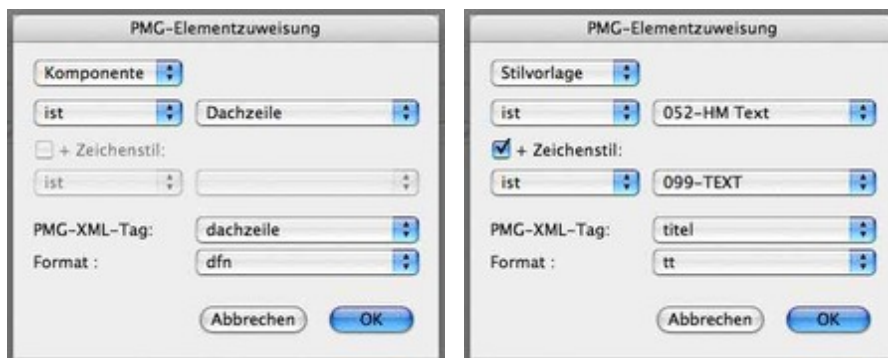 PMG-Elementzuweisung
Komponente
ist Dachzeile
+ Zeichenstil:
ist
PMG-XML-Tag: dachzeile
Format : dfn
Abbrechen OK
PMG-Elementzuweisung
Stilvorlage
ist 052-HM Text
+ Zeichenstil:
ist 099-TEXT
PMG-XML-Tag: titel
Format : tt
Abbrechen OK